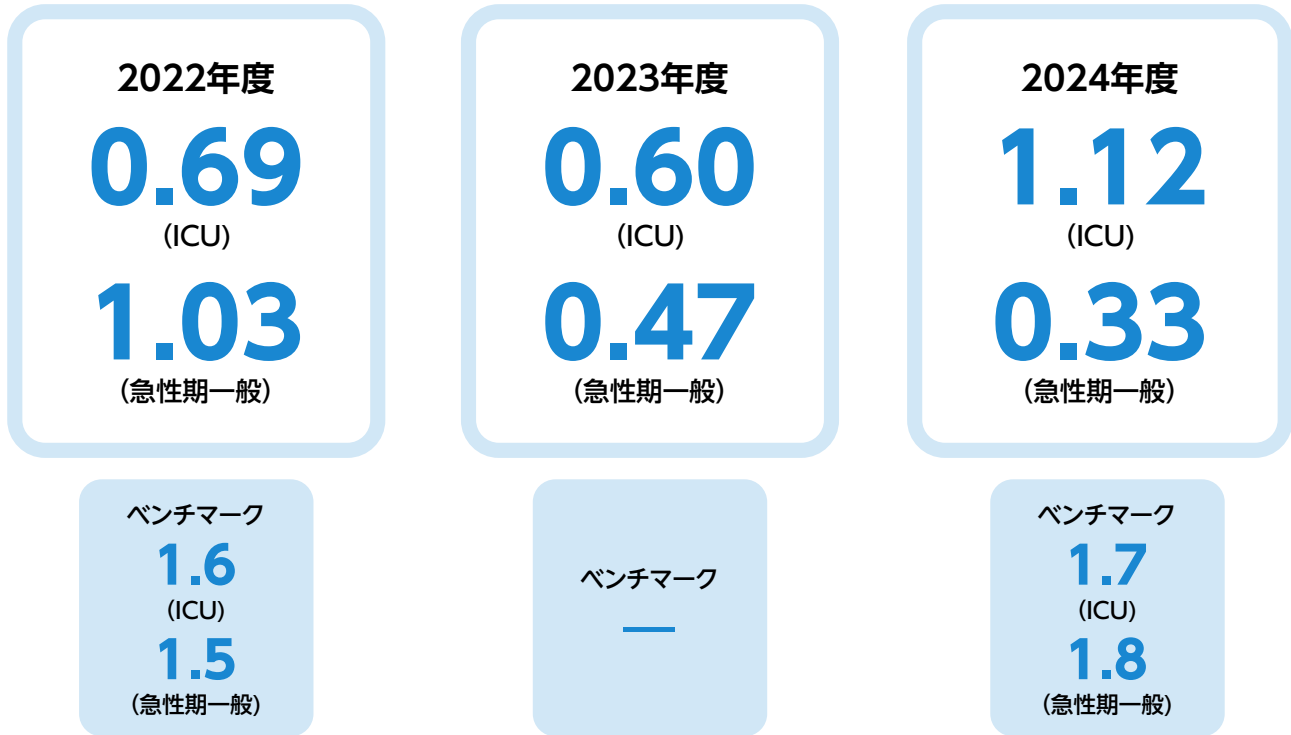 2022年度
0.69
(ICU)
1.03
(急性期一般)
ベンチマーク
1.6
(ICU)
1.5
(急性期一般)
2023年度
0.60
(ICU)
0.47
(急性期一般)
ベンチマーク
—
2024年度
1.12
(ICU)
0.33
(急性期一般)
ベンチマーク
1.7
(ICU)
1.8
(急性期一般)